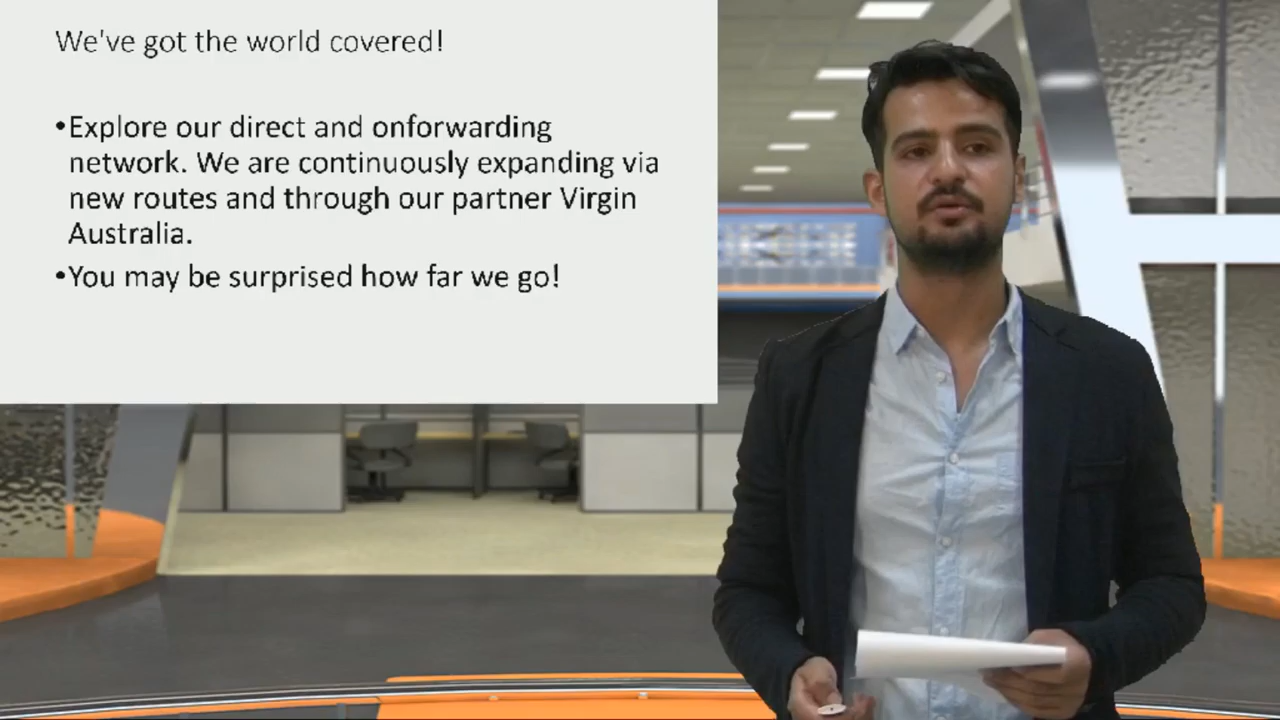 We've got the world covered!
•Explore our direct and onforwarding
network. We are continuously expanding via
new routes and through our partner Virgin
Australia.
•You may be surprised how far we go!